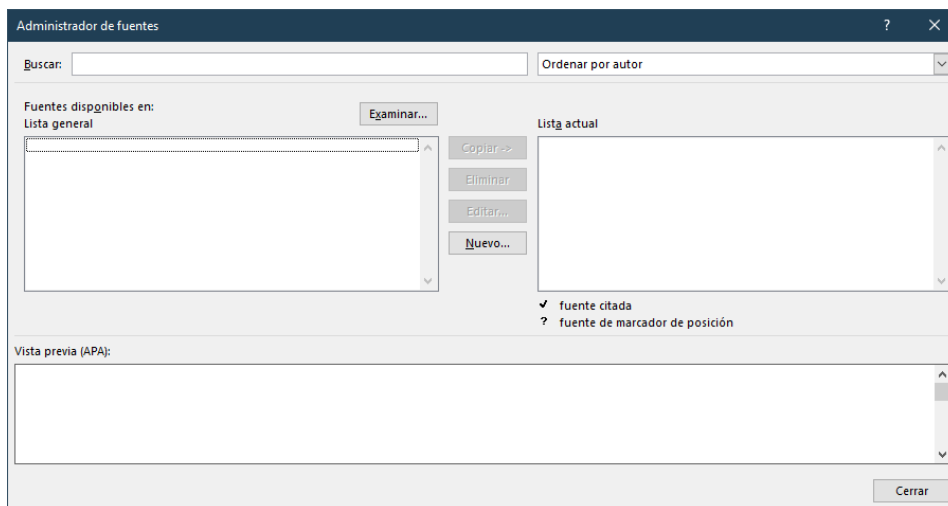 Administrador de fuentes ? ✕
Buscar: Ordenar por autor
Fuentes disponibles en:
Lista general
Examinar...
Lista actual
Copiar ->
Eliminar
Editar...
Nuevo...
✓ fuente citada
? fuente de marcador de posición
Vista previa (APA):
Cerrar